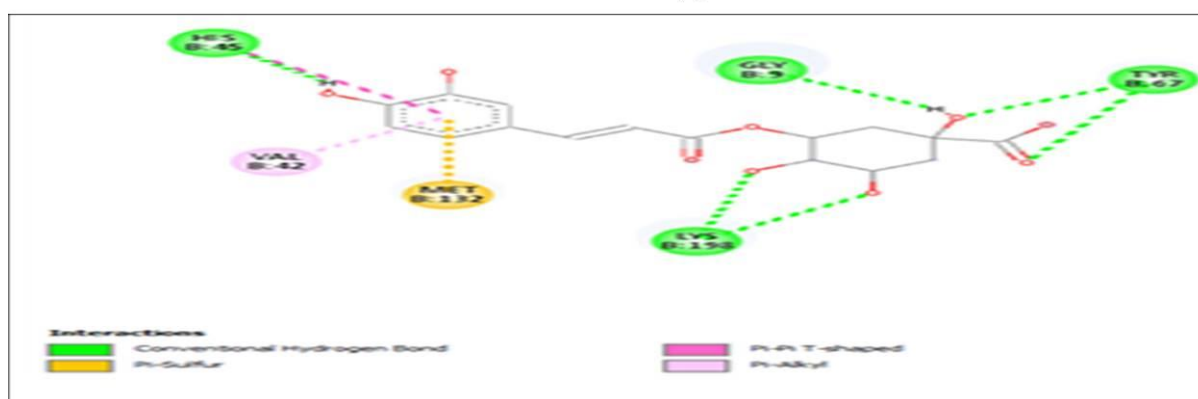 HIS
B:45
GLY
B:9
TYR
B:67
H
H
VAL
B:42
MET
B:132
LYS
B:198
Interactions
Conventional Hydrogen Bond
Pi-Sulfur
Pi-Pi T-shaped
Pi-Alkyl